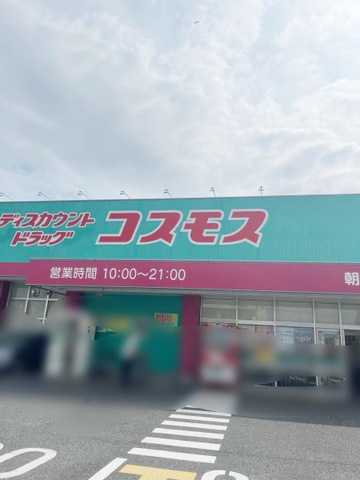 ディスカウント
ドラッグ
コスモス
営業時間 10:00～21:00
朝